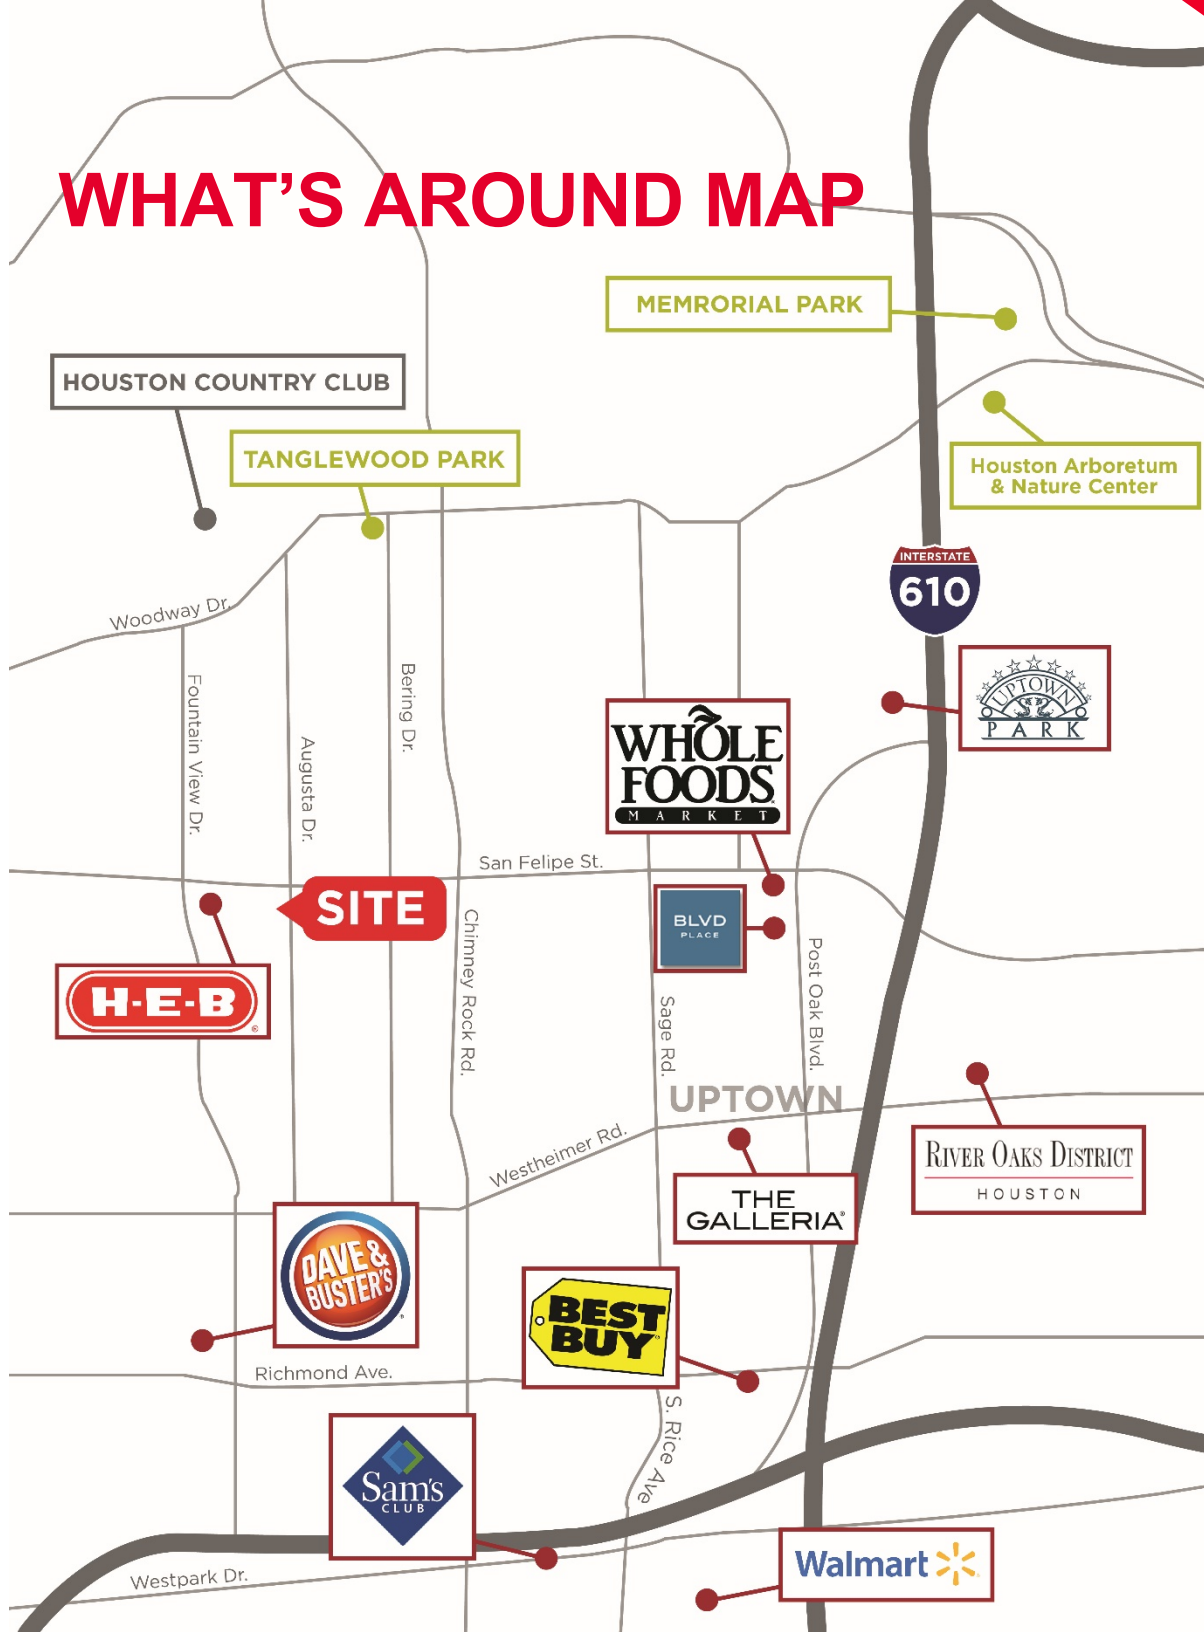 WHAT'S AROUND MAP
MEMRORIAL PARK
HOUSTON COUNTRY CLUB
TANGLEWOOD PARK
Houston Arboretum
& Nature Center
INTERSTATE
610
Woodway Dr.
Fountain View Dr.
Augusta Dr.
Bering Dr.
UPTOWN
PARK
WHOLE
FOODS
MARKET
San Felipe St.
SITE
BLVD
PLACE
H-E-B
Chimney Rock Rd.
Sage Rd.
Post Oak Blvd.
UPTOWN
Westheimer Rd.
RIVER OAKS DISTRICT
HOUSTON
THE
GALLERIA
DAVE &
BUSTER'S
BEST
BUY
Richmond Ave.
S. Rice Ave
Sam's
CLUB
Walmart
Westpark Dr.